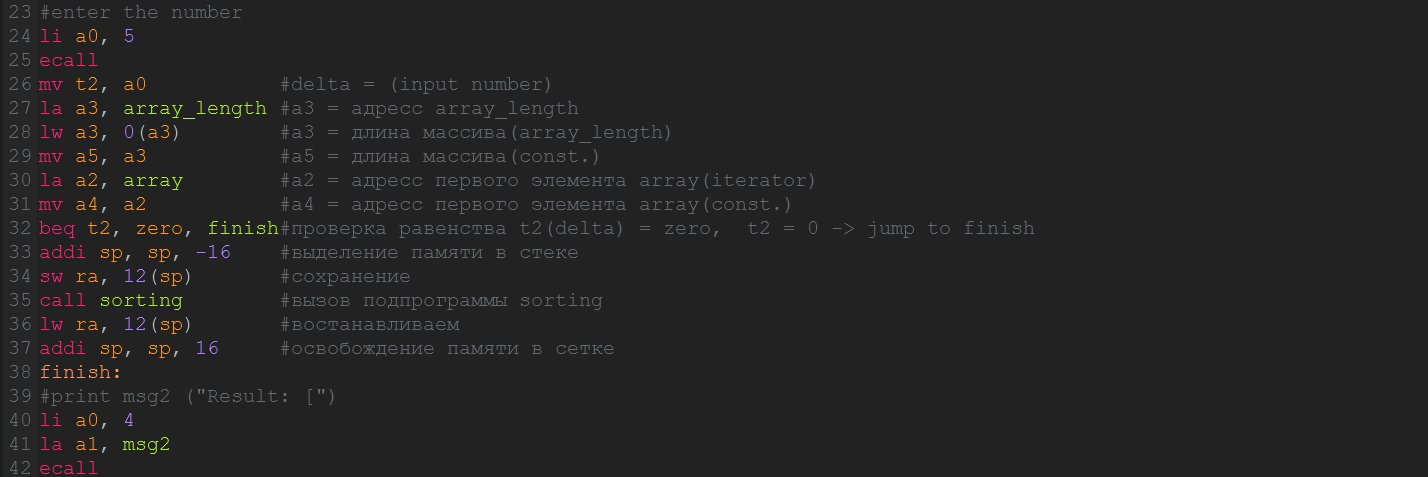 23 #enter the number
24 li a0, 5
25 ecall
26 mv t2, a0 #delta = (input number)
27 la a3, array_length #a3 = адресс array_length
28 lw a3, 0(a3) #a3 = длина массива(array_length)
29 mv a5, a3 #a5 = длина массива(const.)
30 la a2, array #a2 = адресс первого элемента array(iterator)
31 mv a4, a2 #a4 = адресс первого элемента array(const.)
32 beq t2, zero, finish#проверка равенства t2(delta) = zero,  t2 = 0 -> jump to finish
33 addi sp, sp, -16 #выделение памяти в стеке
34 sw ra, 12(sp) #сохранение
35 call sorting #вызов подпрограммы sorting
36 lw ra, 12(sp) #востанавливаем
37 addi sp, sp, 16 #освобождение памяти в сетке
38 finish:
39 #print msg2 ("Result: [")
40 li a0, 4
41 la a1, msg2
42 ecall